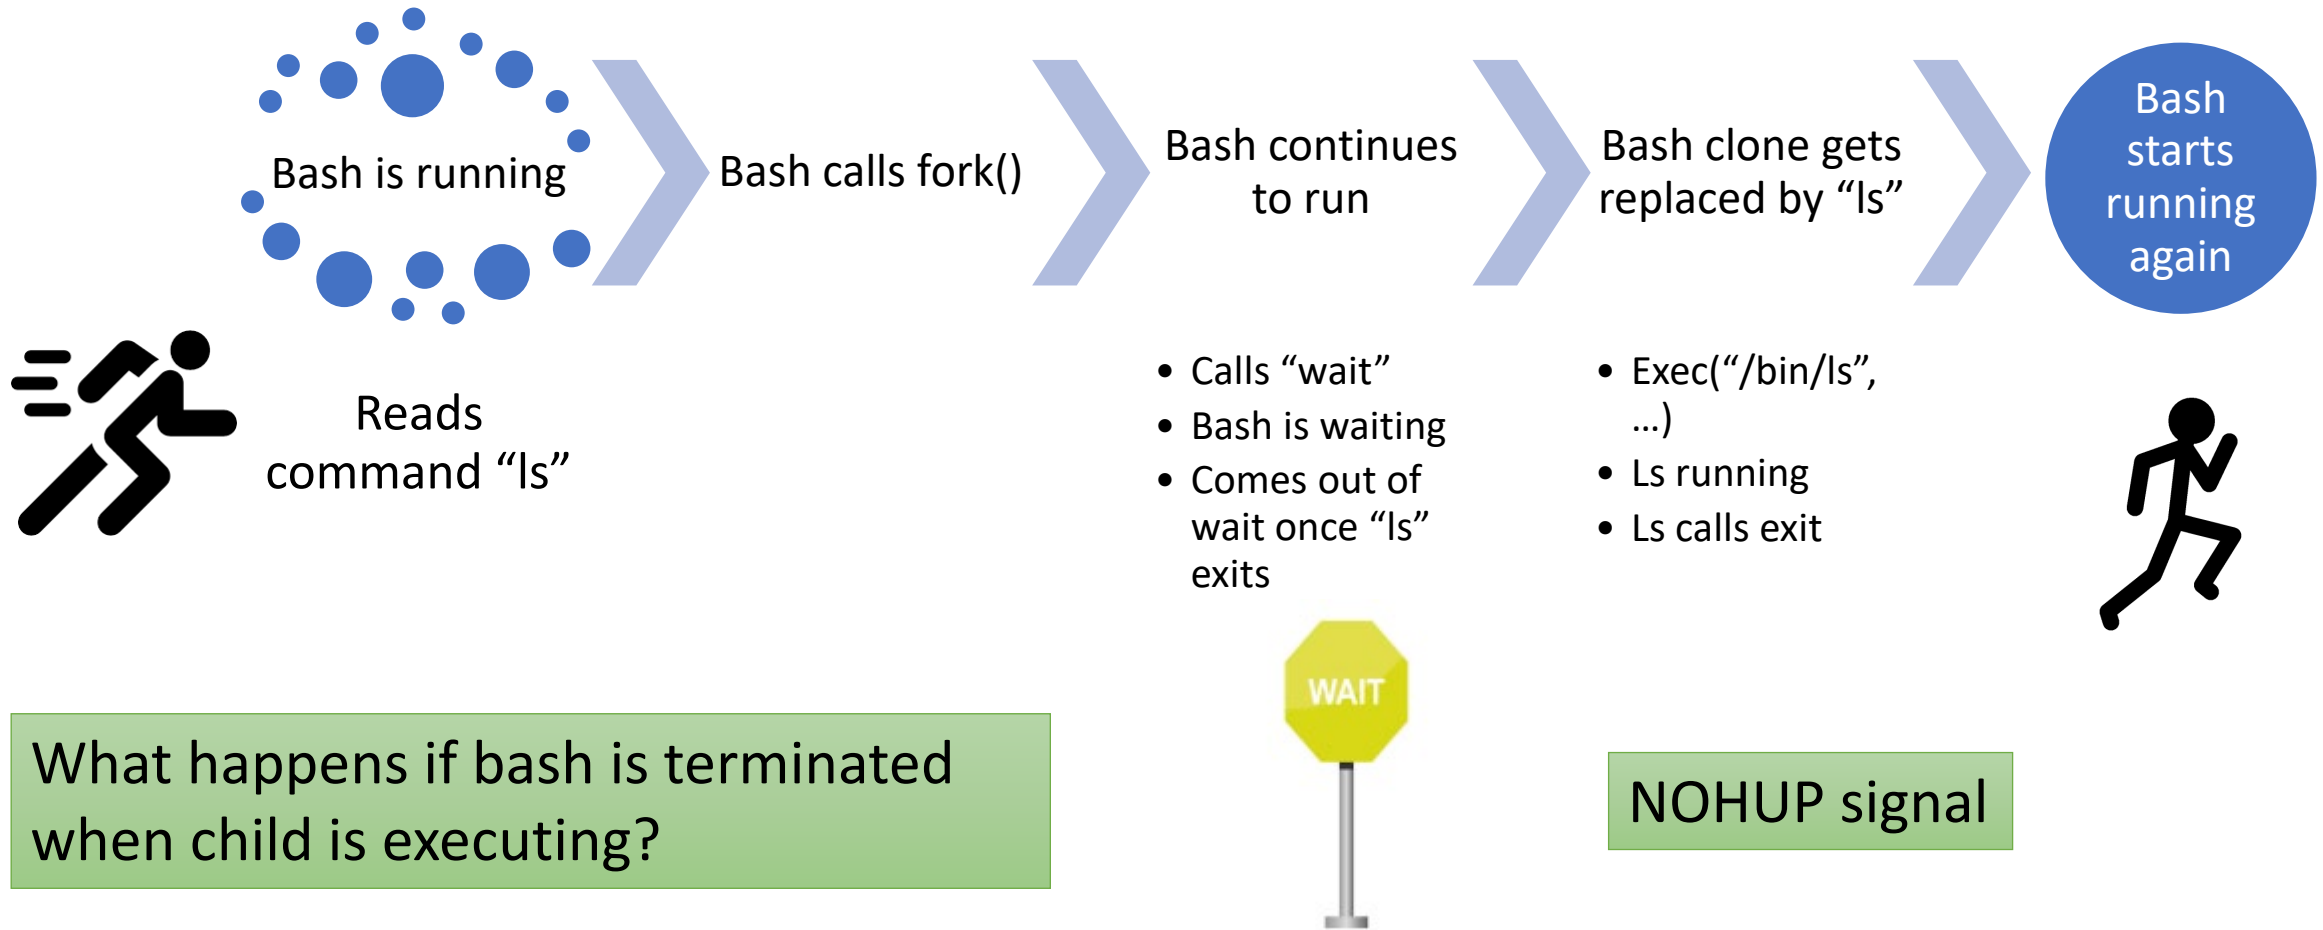 Bash is running
Reads
command “ls”
Bash calls fork()
Bash continues
to run
• Calls “wait”
• Bash is waiting
• Comes out of
wait once “ls”
exits
WAIT
Bash clone gets
replaced by “ls”
• Exec(“/bin/ls”,
…)
• Ls running
• Ls calls exit
Bash
starts
running
again
What happens if bash is terminated
when child is executing?
NOHUP signal